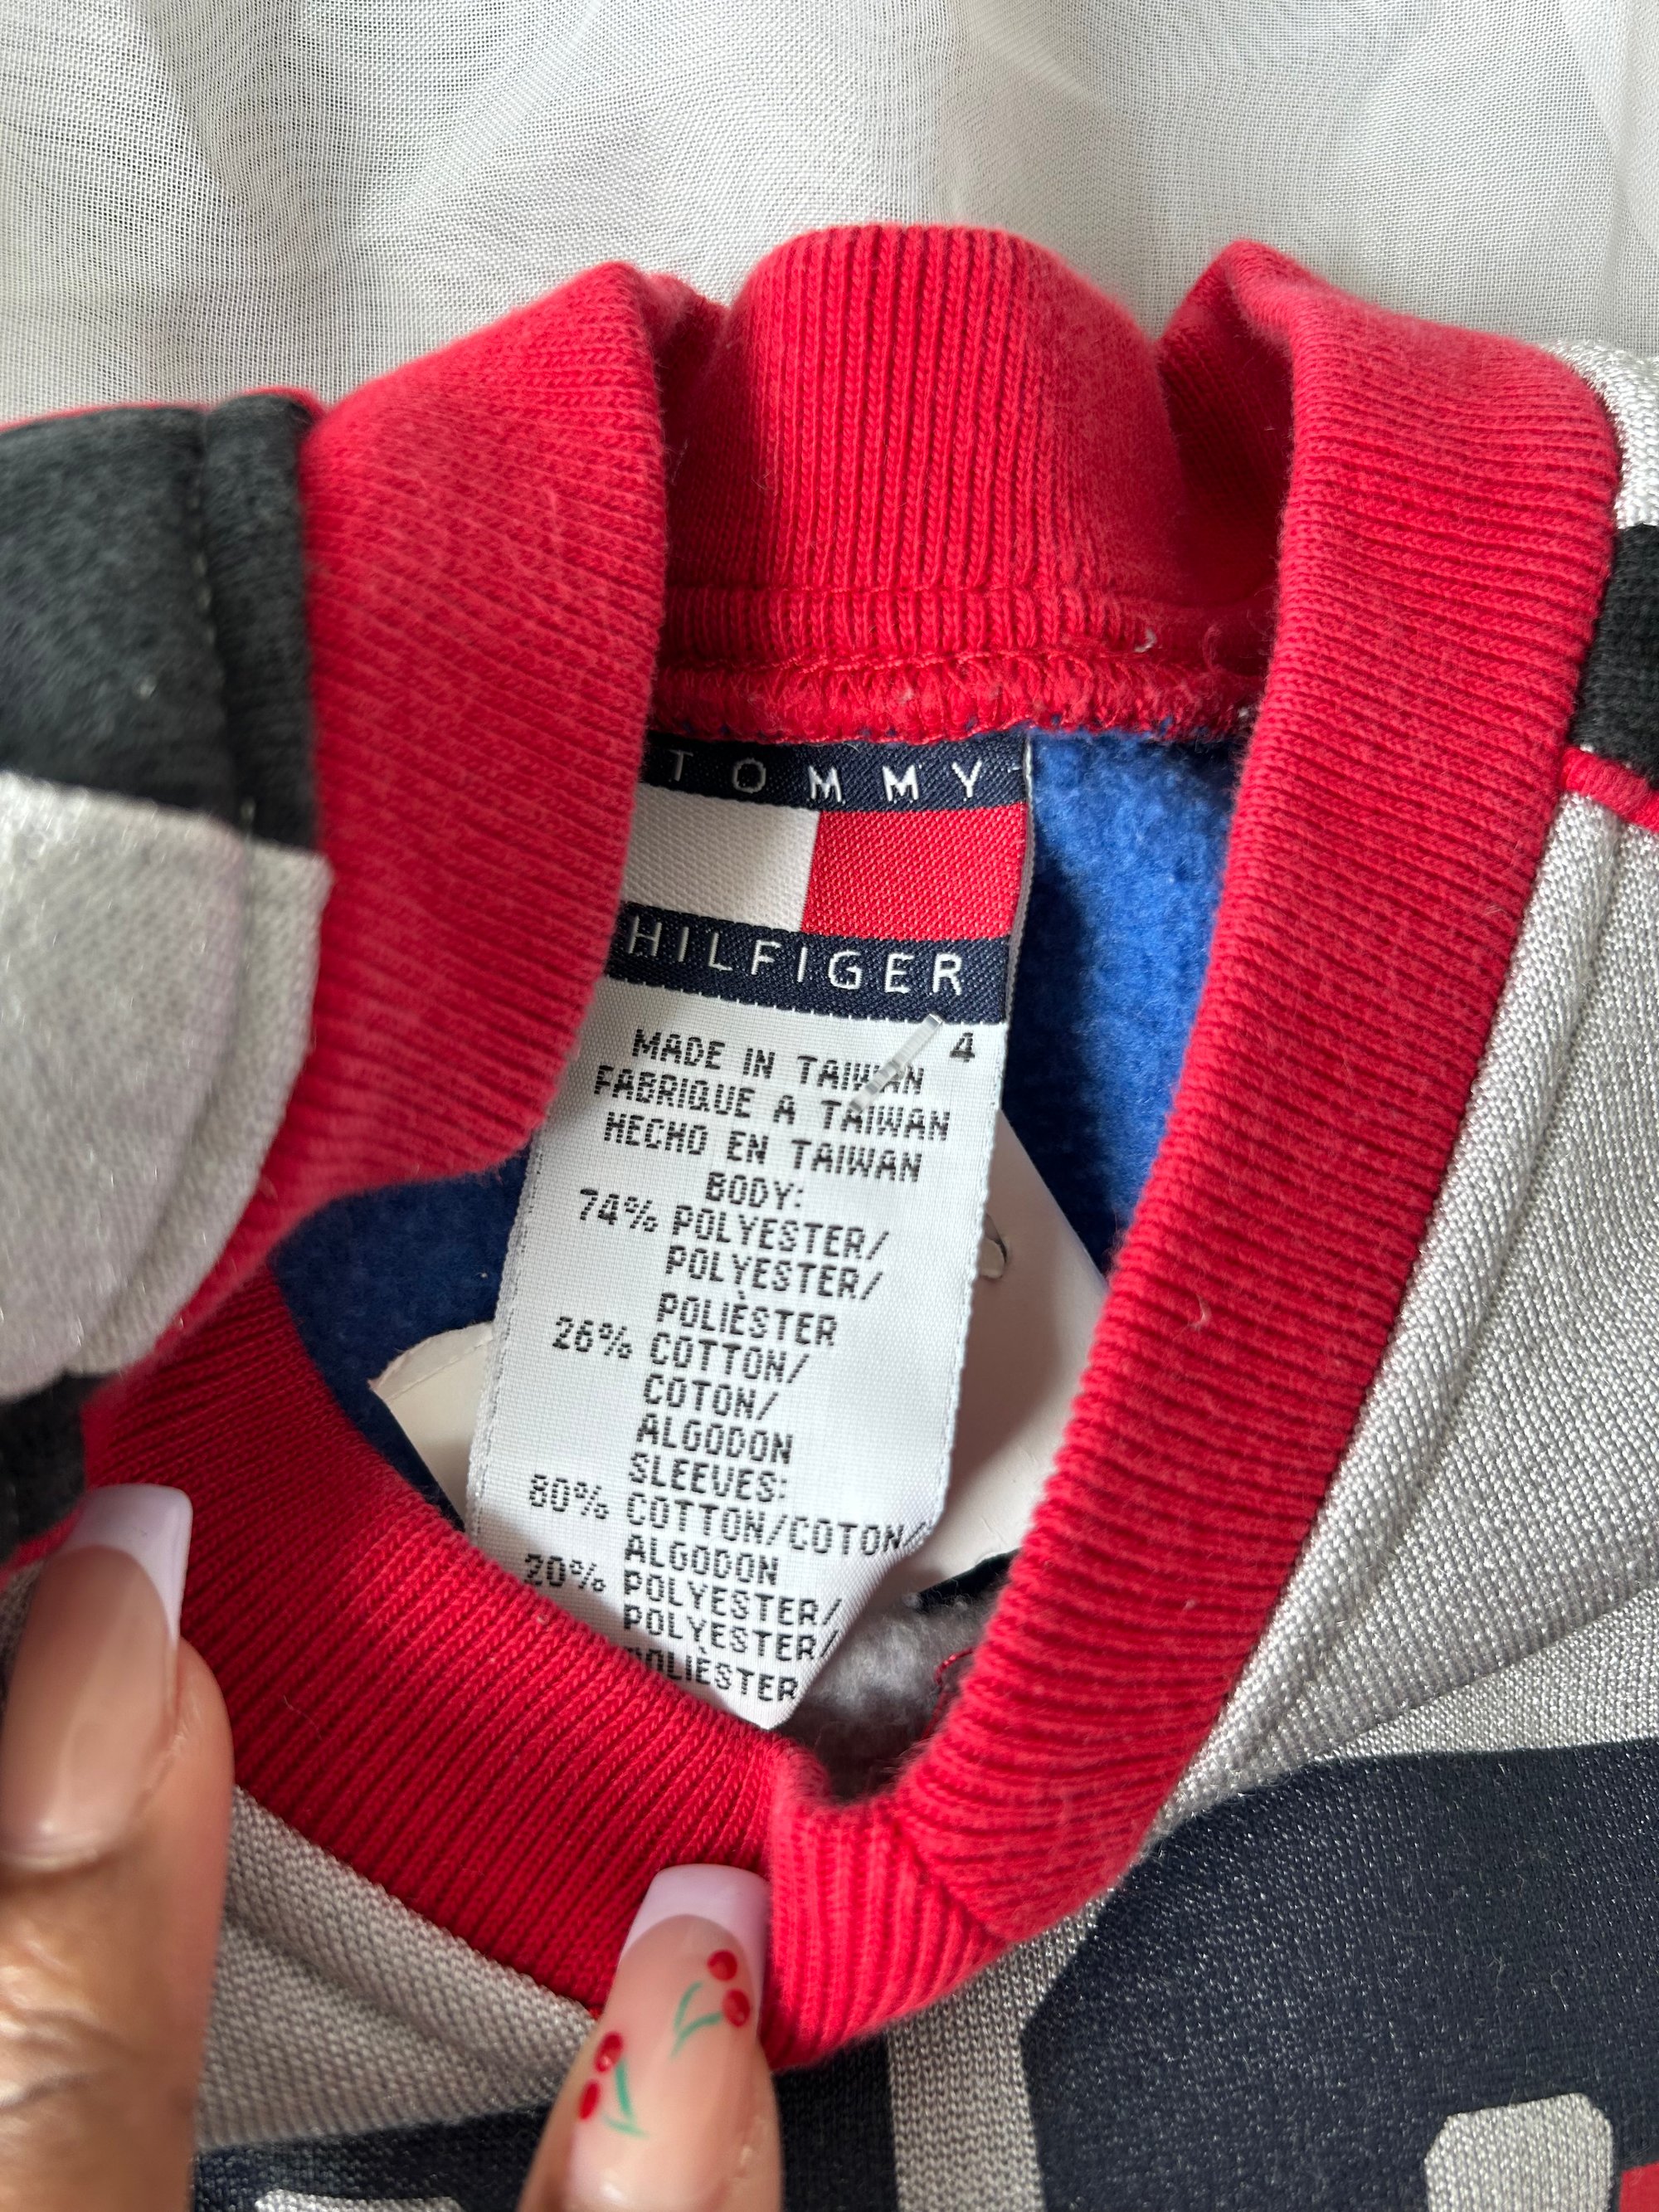 TOMMY
HILFIGER
4
MADE IN TAIWAN
FABRIQUE A TAIWAN
HECHO EN TAIWAN
BODY:
74% POLYESTER/
POLYESTER/
POLIÈSTER
26% COTTON/
COTON/
ALGODON
SLEEVES:
80% COTTON/COTON/
ALGODON
20% POLYESTER/
POLYESTER/
POLIÈSTER